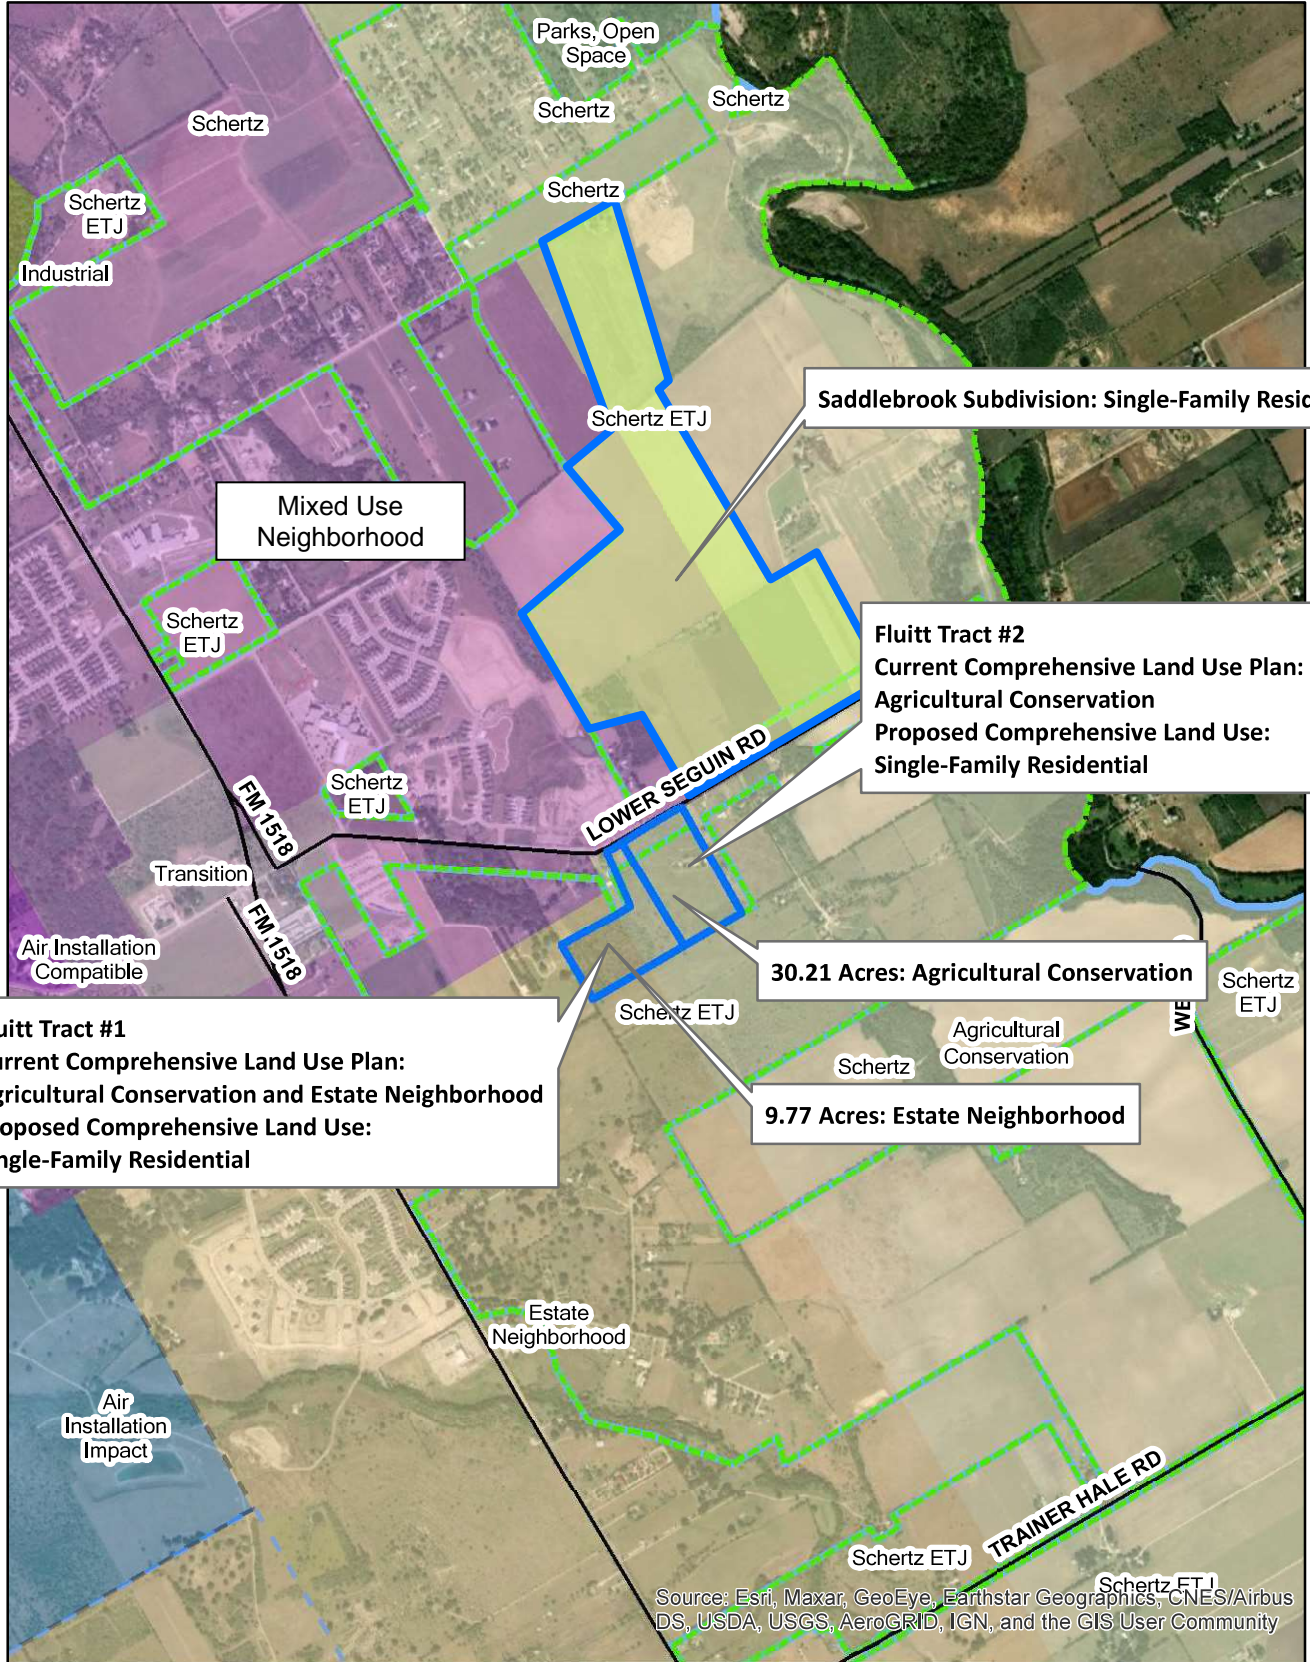 Parks, Open
Space
Schertz
Schertz
Schertz
Schertz
Schertz
ETJ
Industrial
Saddlebrook Subdivision: Single-Family Resid
Schertz ETJ
Mixed Use
Neighborhood
Schertz
ETJ
Fluitt Tract #2
Current Comprehensive Land Use Plan:
Agricultural Conservation
Proposed Comprehensive Land Use:
Single-Family Residential
LOWER SEGUIN RD
Schertz
ETJ
FM 1518
Transition
FM 1518
Air Installation
Compatible
30.21 Acres: Agricultural Conservation
Schertz
ETJ
WE
Schertz ETJ
Agricultural
Conservation
Schertz
uitt Tract #1
urrent Comprehensive Land Use Plan:
gricultural Conservation and Estate Neighborhood
roposed Comprehensive Land Use:
ngle-Family Residential
9.77 Acres: Estate Neighborhood
Estate
Neighborhood
Air
Installation
Impact
TRAINER HALE RD
Schertz ETJ
Schertz ETJ
Source: Esri, Maxar, GeoEye, Earthstar Geographics, CNES/Airbus
DS, USDA, USGS, AeroGRID, IGN, and the GIS User Community